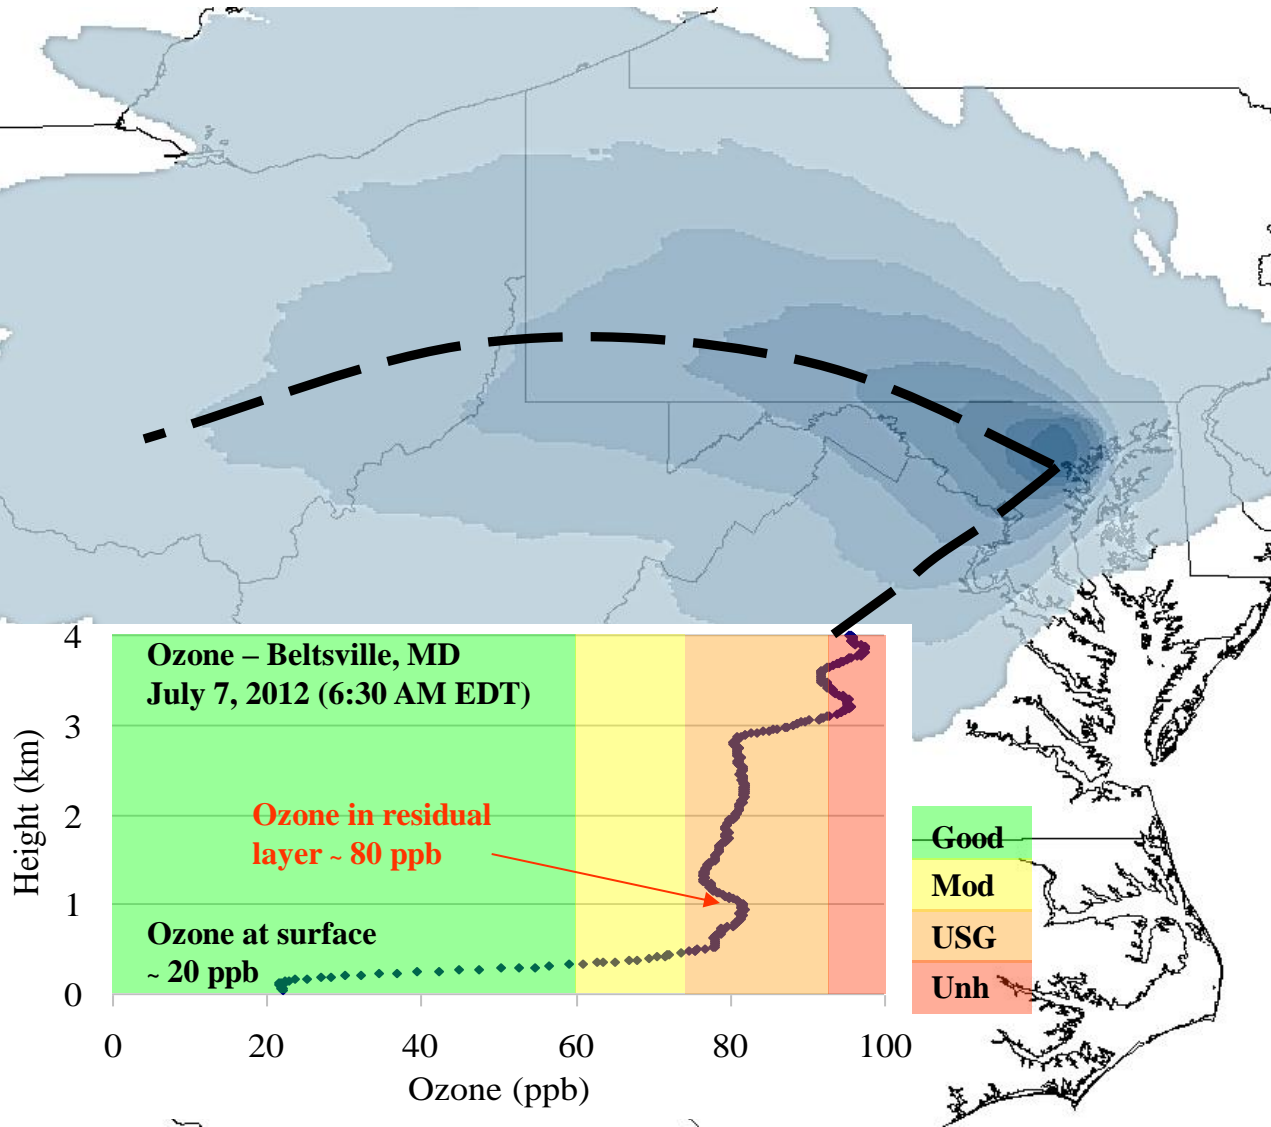 4
Ozone – Beltsville, MD
July 7, 2012 (6:30 AM EDT)
3
Ozone in residual
layer ~ 80 ppb
2
1
Ozone at surface
~ 20 ppb
0
Height (km)
0 20 40 60 80 100
Ozone (ppb)
Good
Mod
USG
Unh